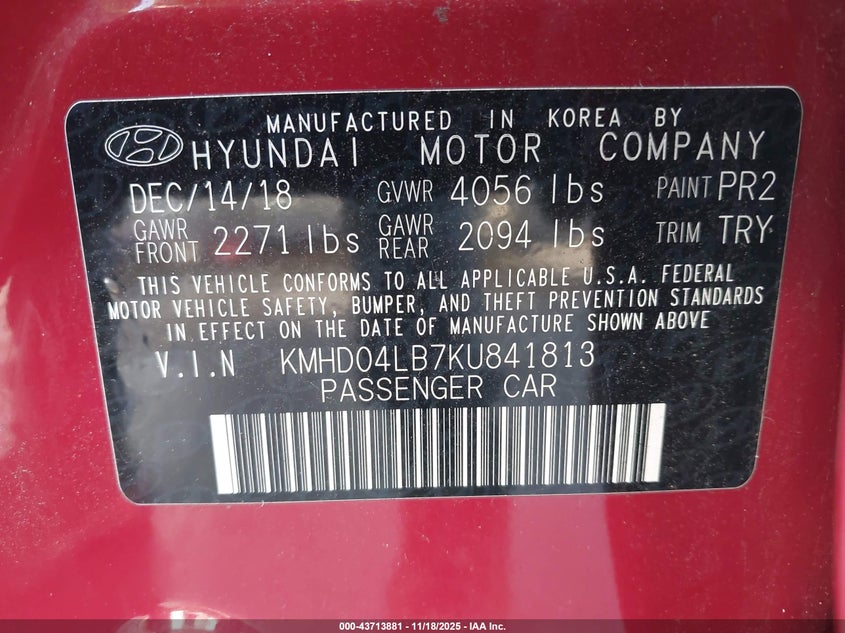 MANUFACTURED IN KOREA BY
HYUNDAI MOTOR COMPANY
DEC/14/18 GVWR 4056 lbs PAINT PR2
GAWR FRONT 2271 lbs GAWR REAR 2094 lbs TRIM TRY
THIS VEHICLE CONFORMS TO ALL APPLICABLE U.S.A. FEDERAL
MOTOR VEHICLE SAFETY, BUMPER, AND THEFT PREVENTION STANDARDS
IN EFFECT ON THE DATE OF MANUFACTURE SHOWN ABOVE
V.I.N KMHD04LB7KU841813
PASSENGER CAR
000-43713881 - 11/18/2025 - IAA Inc.